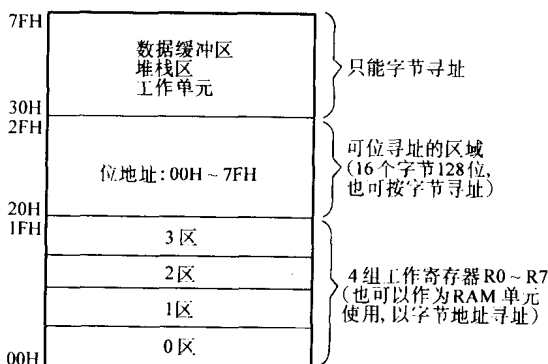 7FH
数据缓冲区
堆栈区
工作单元
只能字节寻址
30H
2FH
位地址:00H~7FH
可位寻址的区域
(16个字节128位,
也可按字节寻址)
20H
1FH
3区
2区
1区
0区
4组工作寄存器R0~R7
(也可以作为RAM单元
使用,以字节地址寻址)
00H